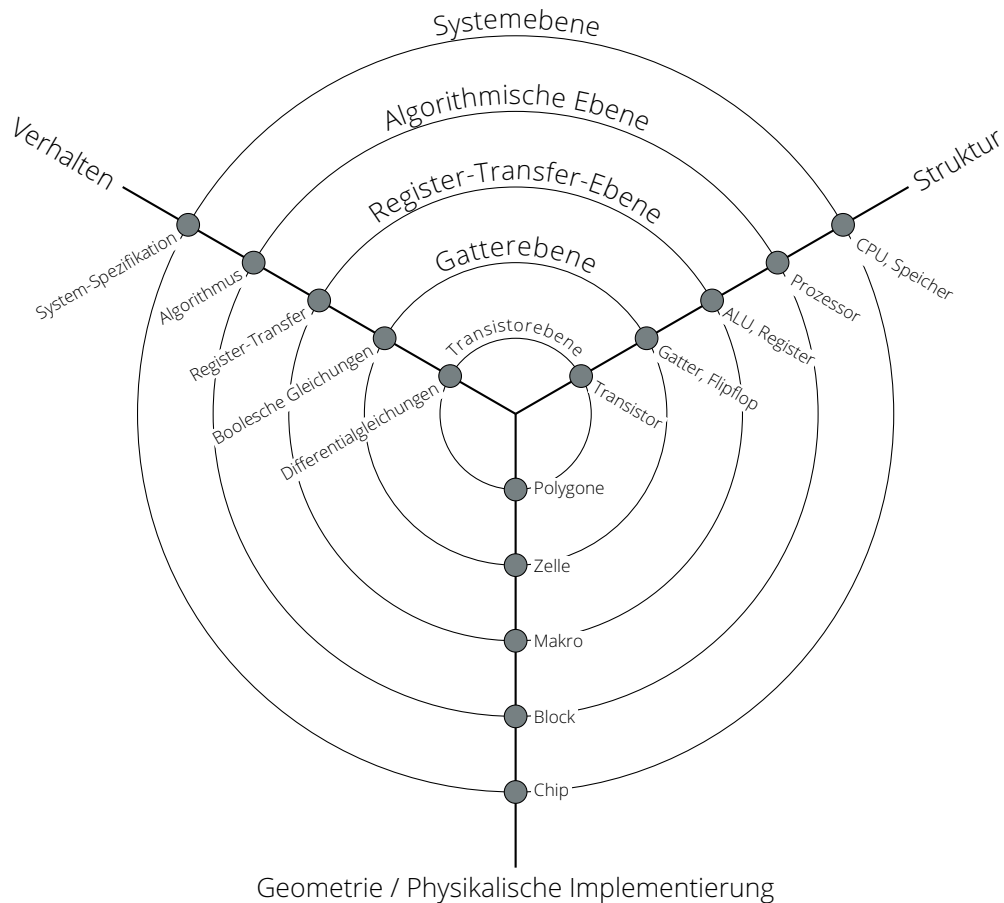 Systemebene
Algorithmische Ebene
Register-Transfer-Ebene
Gatterebene
Transistorebene
Verhalten
System-Spezifikation
Algorithmus
Register-Transfer
Boolesche Gleichungen
Differentialgleichungen
Struktur
CPU, Speicher
Prozessor
ALU, Register
Gatter, Flipflop
Transistor
Polygone
Zelle
Makro
Block
Chip
Geometrie / Physikalische Implementierung